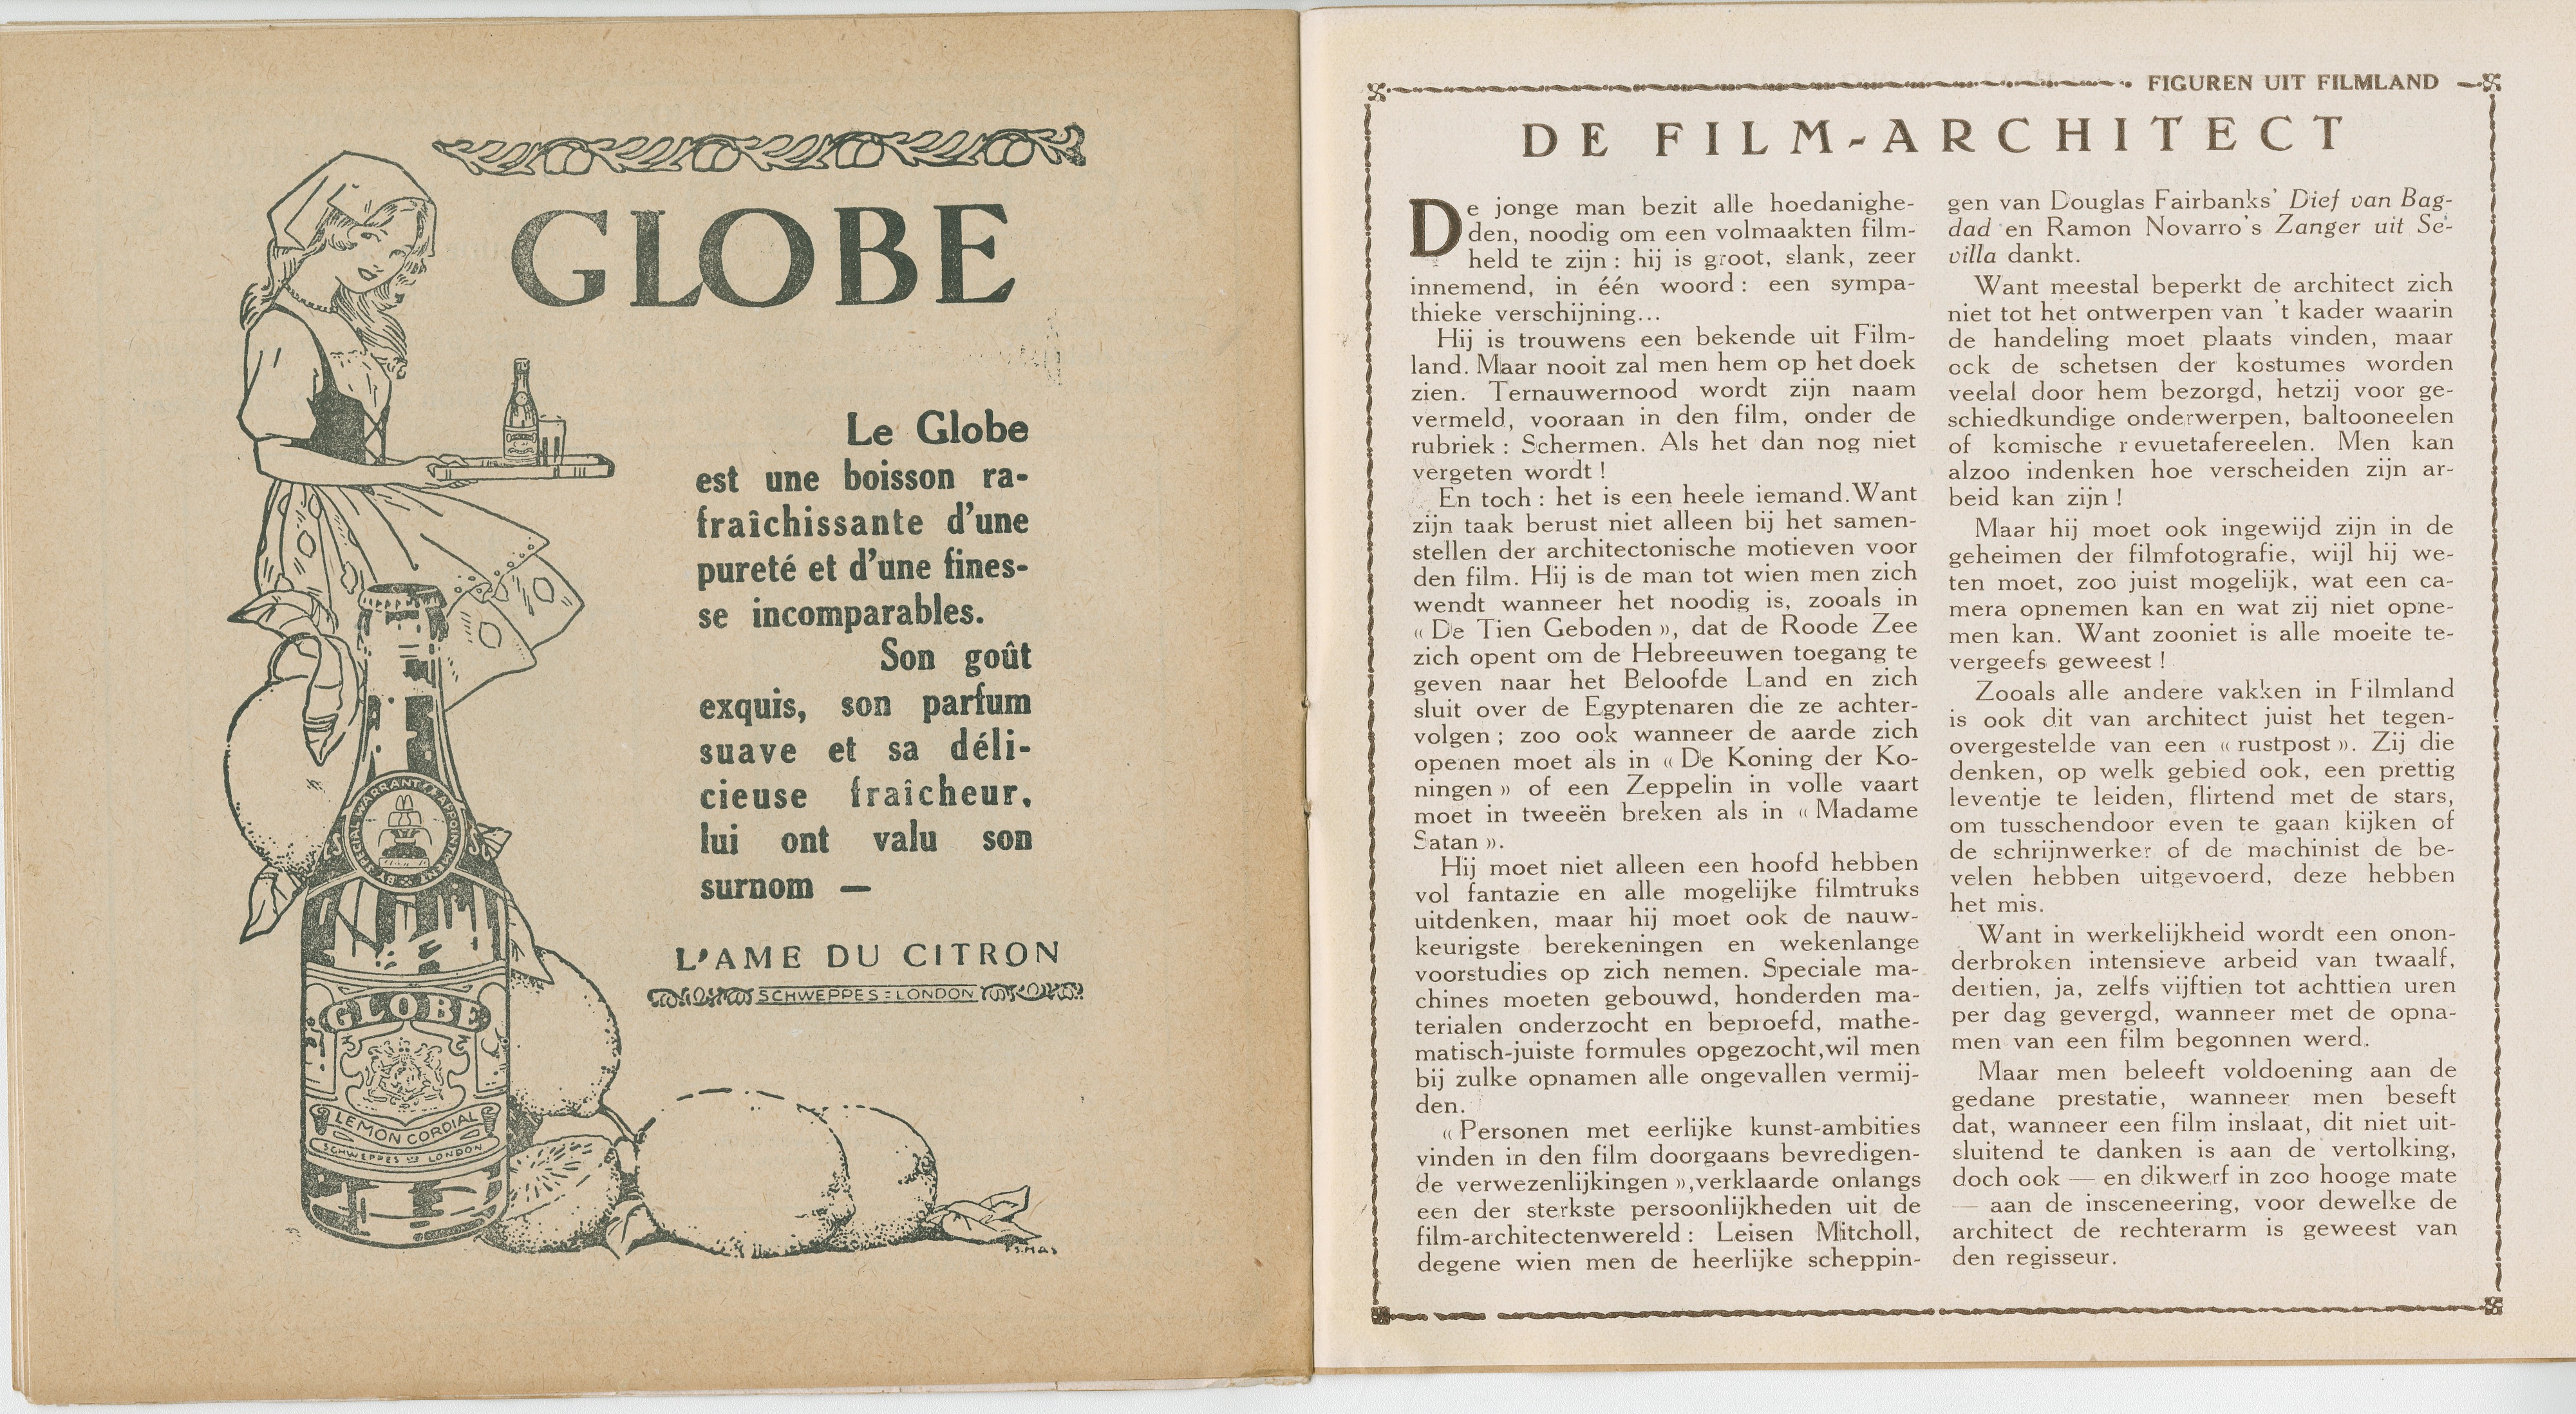 GLOBE
Le Globe
est une boisson ra-
fraîchissante d'une
pureté et d'une fines-
se incomparables.
Son goût
exquis, son parfum
suave et sa déli-
cieuse fraîcheur,
lui ont valu son
surnom —
L'AME DU CITRON
SCHWEPPES=LONDON
BY SPECIAL WARRANT OF APPOINTMENT
GLOBE
LEMON CORDIAL
SCHWEPPES LTD LONDON
FIGUREN UIT FILMLAND
DE FILM-ARCHITECT
De jonge man bezit alle hoedanighe-
den, noodig om een volmaakten film-
held te zijn : hij is groot, slank, zeer
innemend, in één woord : een sympa-
thieke verschijning...
Hij is trouwens een bekende uit Film-
land. Maar nooit zal men hem op het doek
zien. Ternauwernood wordt zijn naam
vermeld, vooraan in den film, onder de
rubriek : Schermen. Als het dan nog niet
vergeten wordt !
En toch : het is een heele iemand. Want
zijn taak berust niet alleen bij het samen-
stellen der architectonische motieven voor
den film. Hij is de man tot wien men zich
wendt wanneer het noodig is, zooals in
« De Tien Geboden », dat de Roode Zee
zich opent om de Hebreeuwen toegang te
geven naar het Beloofde Land en zich
sluit over de Egyptenaren die ze achter-
volgen ; zoo ook wanneer de aarde zich
openen moet als in « De Koning der Ko-
ningen » of een Zeppelin in volle vaart
moet in tweeën breken als in « Madame
Satan ».
Hij moet niet alleen een hoofd hebben
vol fantazie en alle mogelijke filmtruks
uitdenken, maar hij moet ook de nauw-
keurigste berekeningen en wekenlange
voorstudies op zich nemen. Speciale ma-
chines moeten gebouwd, honderden ma-
terialen onderzocht en beproefd, mathe-
matisch-juiste formules opgezocht, wil men
bij zulke opnamen alle ongevallen vermij-
den.
« Personen met eerlijke kunst-ambities
vinden in den film doorgaans bevredigen-
de verwezenlijkingen », verklaarde onlangs
een der sterkste persoonlijkheden uit de
film-architectenwereld : Leisen Mitcholl,
degene wien men de heerlijke scheppin-
gen van Douglas Fairbanks' Dief van Bag-
dad en Ramon Novarro's Zanger uit Se-
villa dankt.
Want meestal beperkt de architect zich
niet tot het ontwerpen van 't kader waarin
de handeling moet plaats vinden, maar
ock de schetsen der kostumes worden
veelal door hem bezorgd, hetzij voor ge-
schiedkundige onderwerpen, baltooneelen
of komische revuetafereelen. Men kan
alzoo indenken hoe verscheiden zijn ar-
beid kan zijn !
Maar hij moet ook ingewijd zijn in de
geheimen der filmfotografie, wijl hij we-
ten moet, zoo juist mogelijk, wat een ca-
mera opnemen kan en wat zij niet opne-
men kan. Want zooniet is alle moeite te-
vergeefs geweest !
Zooals alle andere vakken in Filmland
is ook dit van architect juist het tegen-
overgestelde van een « rustpost ». Zij die
denken, op welk gebied ook, een prettig
leventje te leiden, flirtend met de stars,
om tusschendoor even te gaan kijken of
de schrijnwerker of de machinist de be-
velen hebben uitgevoerd, deze hebben
het mis.
Want in werkelijkheid wordt een onon-
derbroken intensieve arbeid van twaalf,
dertien, ja, zelfs vijftien tot achttien uren
per dag gevergd, wanneer met de opna-
men van een film begonnen werd.
Maar men beleeft voldoening aan de
gedane prestatie, wanneer men beseft
dat, wanneer een film inslaat, dit niet uit-
sluitend te danken is aan de vertolking,
doch ook — en dikwerf in zoo hooge mate
— aan de insceneering, voor dewelke de
architect de rechterarm is geweest van
den regisseur.